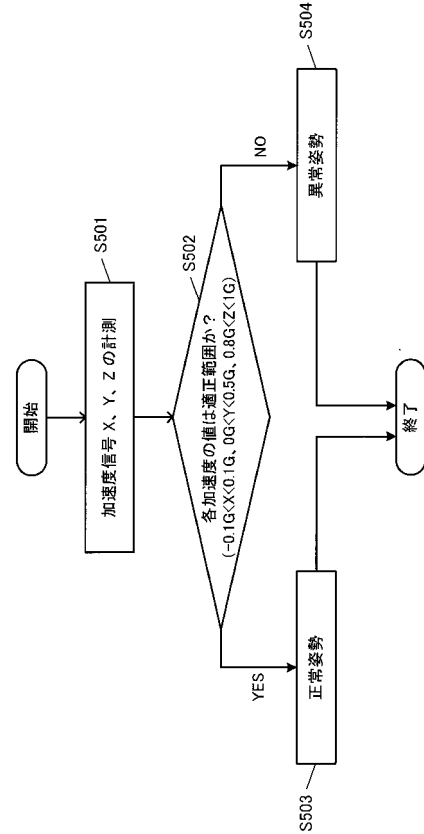 開始
S501
加速度信号 X、Y、Z の計測
S502
各加速度の値は適正範囲か?
(-0.1G<X<0.1G、0G<Y<0.5G、0.8G<Z<1G)
YES
NO
S503
正常姿勢
S504
異常姿勢
終了